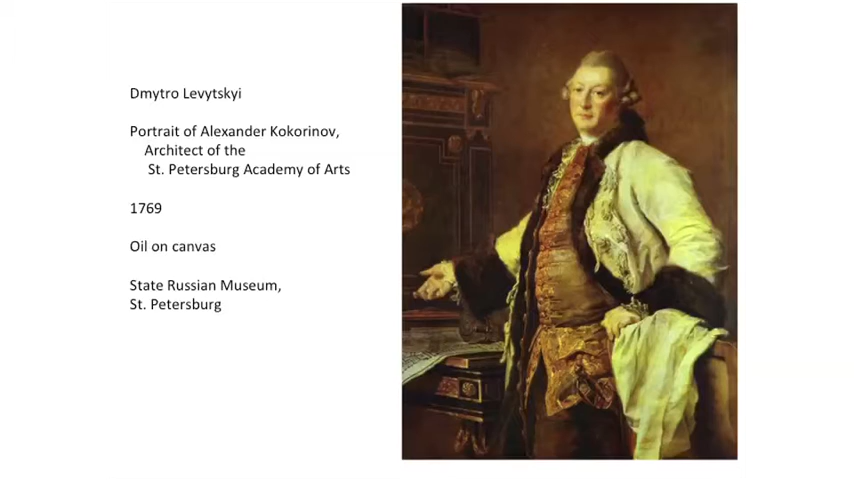 Dmytro Levytskyi
Portrait of Alexander Kokorinov,
Architect of the
St. Petersburg Academy of Arts
1769
Oil on canvas
State Russian Museum,
St. Petersburg